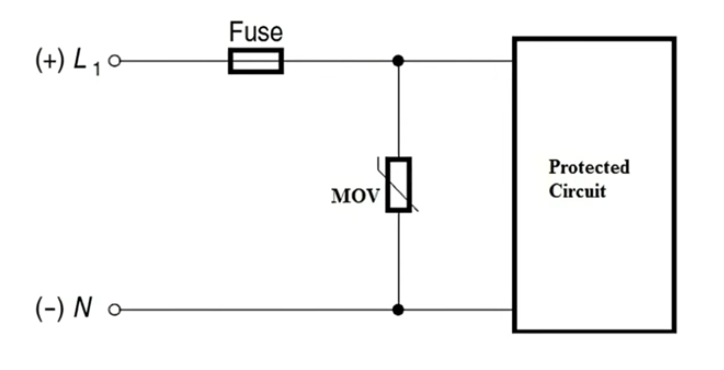 Fuse
(+) L1
MOV
Protected
Circuit
(-) N